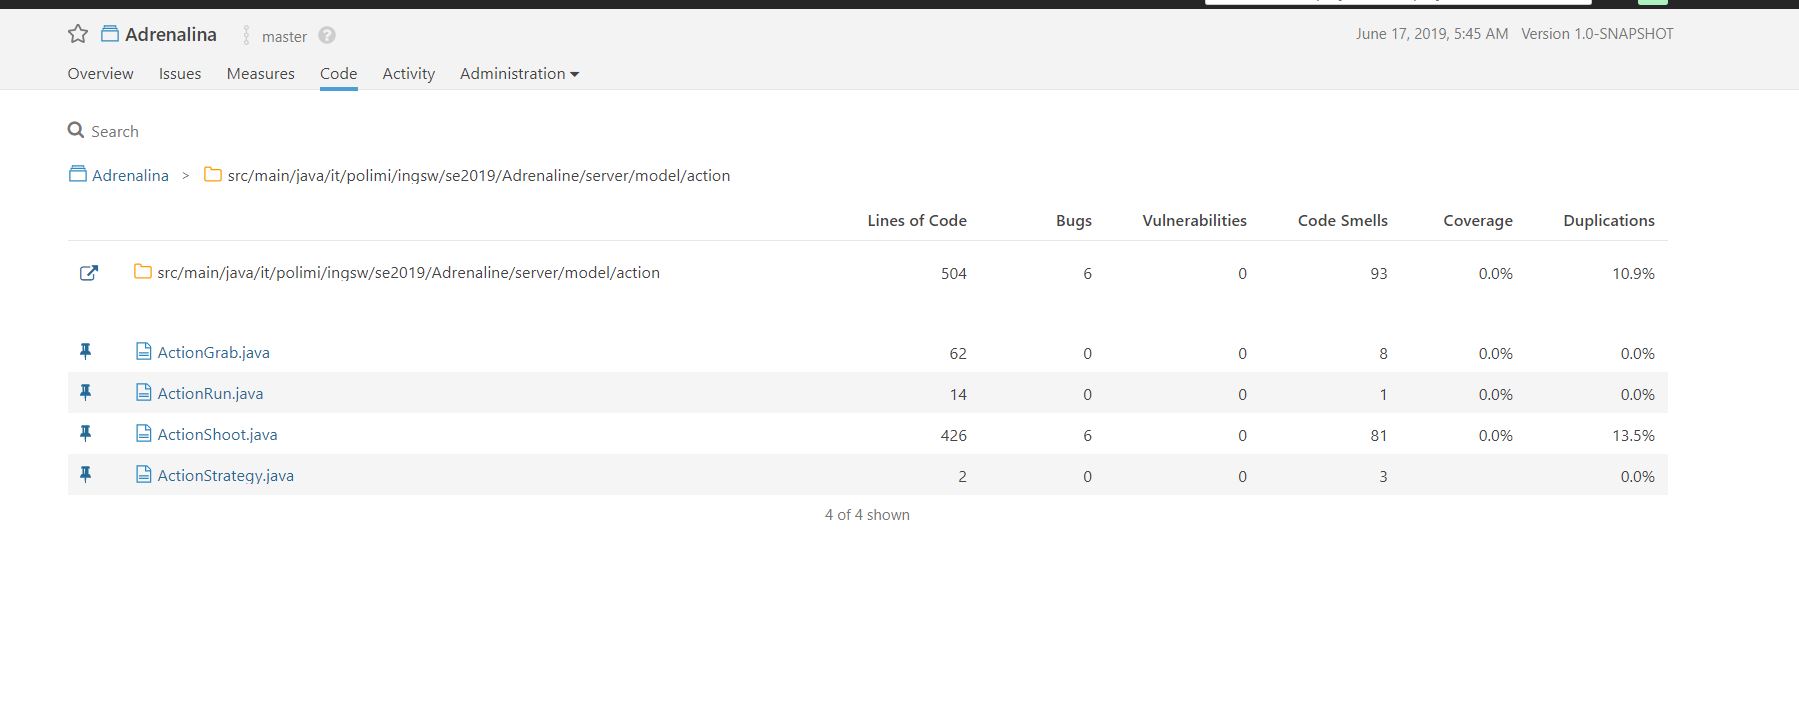 Adrenalina master ? June 17, 2019, 5:45 AM Version 1.0-SNAPSHOT
Overview Issues Measures Code Activity Administration
Search
Adrenalina > src/main/java/it/polimi/ingsw/se2019/Adrenaline/server/model/action
Lines of Code Bugs Vulnerabilities Code Smells Coverage Duplications
src/main/java/it/polimi/ingsw/se2019/Adrenaline/server/model/action 504 6 0 93 0.0% 10.9%
ActionGrab.java 62 0 0 8 0.0% 0.0%
ActionRun.java 14 0 0 1 0.0% 0.0%
ActionShoot.java 426 6 0 81 0.0% 13.5%
ActionStrategy.java 2 0 0 3 0.0%
4 of 4 shown